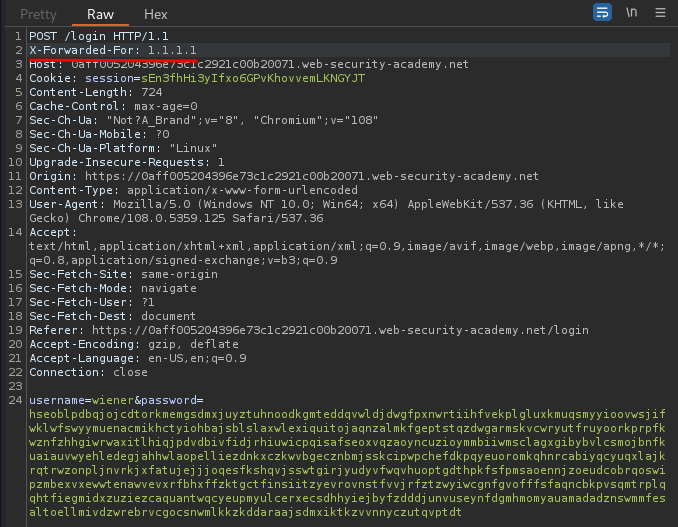 Pretty Raw Hex \n
1 POST /login HTTP/1.1
2 X-Forwarded-For: 1.1.1.1
3 Host: 0aff005204396e73c1c2921c00b20071.web-security-academy.net
4 Cookie: session=sEn3fhHi3yIfxo6GPvKhovvemLKNGYJT
5 Content-Length: 724
6 Cache-Control: max-age=0
7 Sec-Ch-Ua: "Not?A_Brand";v="8", "Chromium";v="108"
8 Sec-Ch-Ua-Mobile: ?0
9 Sec-Ch-Ua-Platform: "Linux"
10 Upgrade-Insecure-Requests: 1
11 Origin: https://0aff005204396e73c1c2921c00b20071.web-security-academy.net
12 Content-Type: application/x-www-form-urlencoded
13 User-Agent: Mozilla/5.0 (Windows NT 10.0; Win64; x64) AppleWebKit/537.36 (KHTML, like
Gecko) Chrome/108.0.5359.125 Safari/537.36
14 Accept:
text/html,application/xhtml+xml,application/xml;q=0.9,image/avif,image/webp,image/apng,*/*;
q=0.8,application/signed-exchange;v=b3;q=0.9
15 Sec-Fetch-Site: same-origin
16 Sec-Fetch-Mode: navigate
17 Sec-Fetch-User: ?1
18 Sec-Fetch-Dest: document
19 Referer: https://0aff005204396e73c1c2921c00b20071.web-security-academy.net/login
20 Accept-Encoding: gzip, deflate
21 Accept-Language: en-US,en;q=0.9
22 Connection: close
23
24 username=wiener&password=
hseoblpdbqjojcdtorkmemgsdmxjuyztuhnoodkgmteddqvwldjdwgfpxnwrtiihfvekplgluxkmuqsmyyioovwsjif
wklwfswyymuenacmikhctyiohbajsblslaxwlexiquitojaqnzalmkfgeptstqzdwgarmskvcwryutfruyoorkprpfk
wznfzhhgiwrwaxitlhiqjpdvdbivfidjrhiuwicpqisafseoxvqzaoyncuzioymmbiiwmsclagxgibybvlcsmojbnfk
uaiauvwyehlredegjahhwlaopelliezdnkxczkwvbgecznbmjsskcipwpchefdkpqyeuoromkqhnrcabiyqcyuqxlajk
rqtrwzonpljnvrkjxfatujejjjoqesfkshqvjsswtgirjyudyvfwqvhuoptgdthpkfsfpmsaoennjzoeudcobrqoswi
pzmbexvxewwtenawvevxrfbhxffzktgctfinsiitzyevrovnstfvvjrfztzwyiwcgnfgvofffsfaqncbkpvsqmtrplq
qhtfiegmidxzuziezcaquantwqcyeupmyulcerxecsdhhyiejbyfzdddjunvuseynfdgmhmomyauamadadznswmmfes
altoellmivdzwrebrvcgocsnwmlkkzkddaraajsdmxiktkzvvnnyczutqvptdt